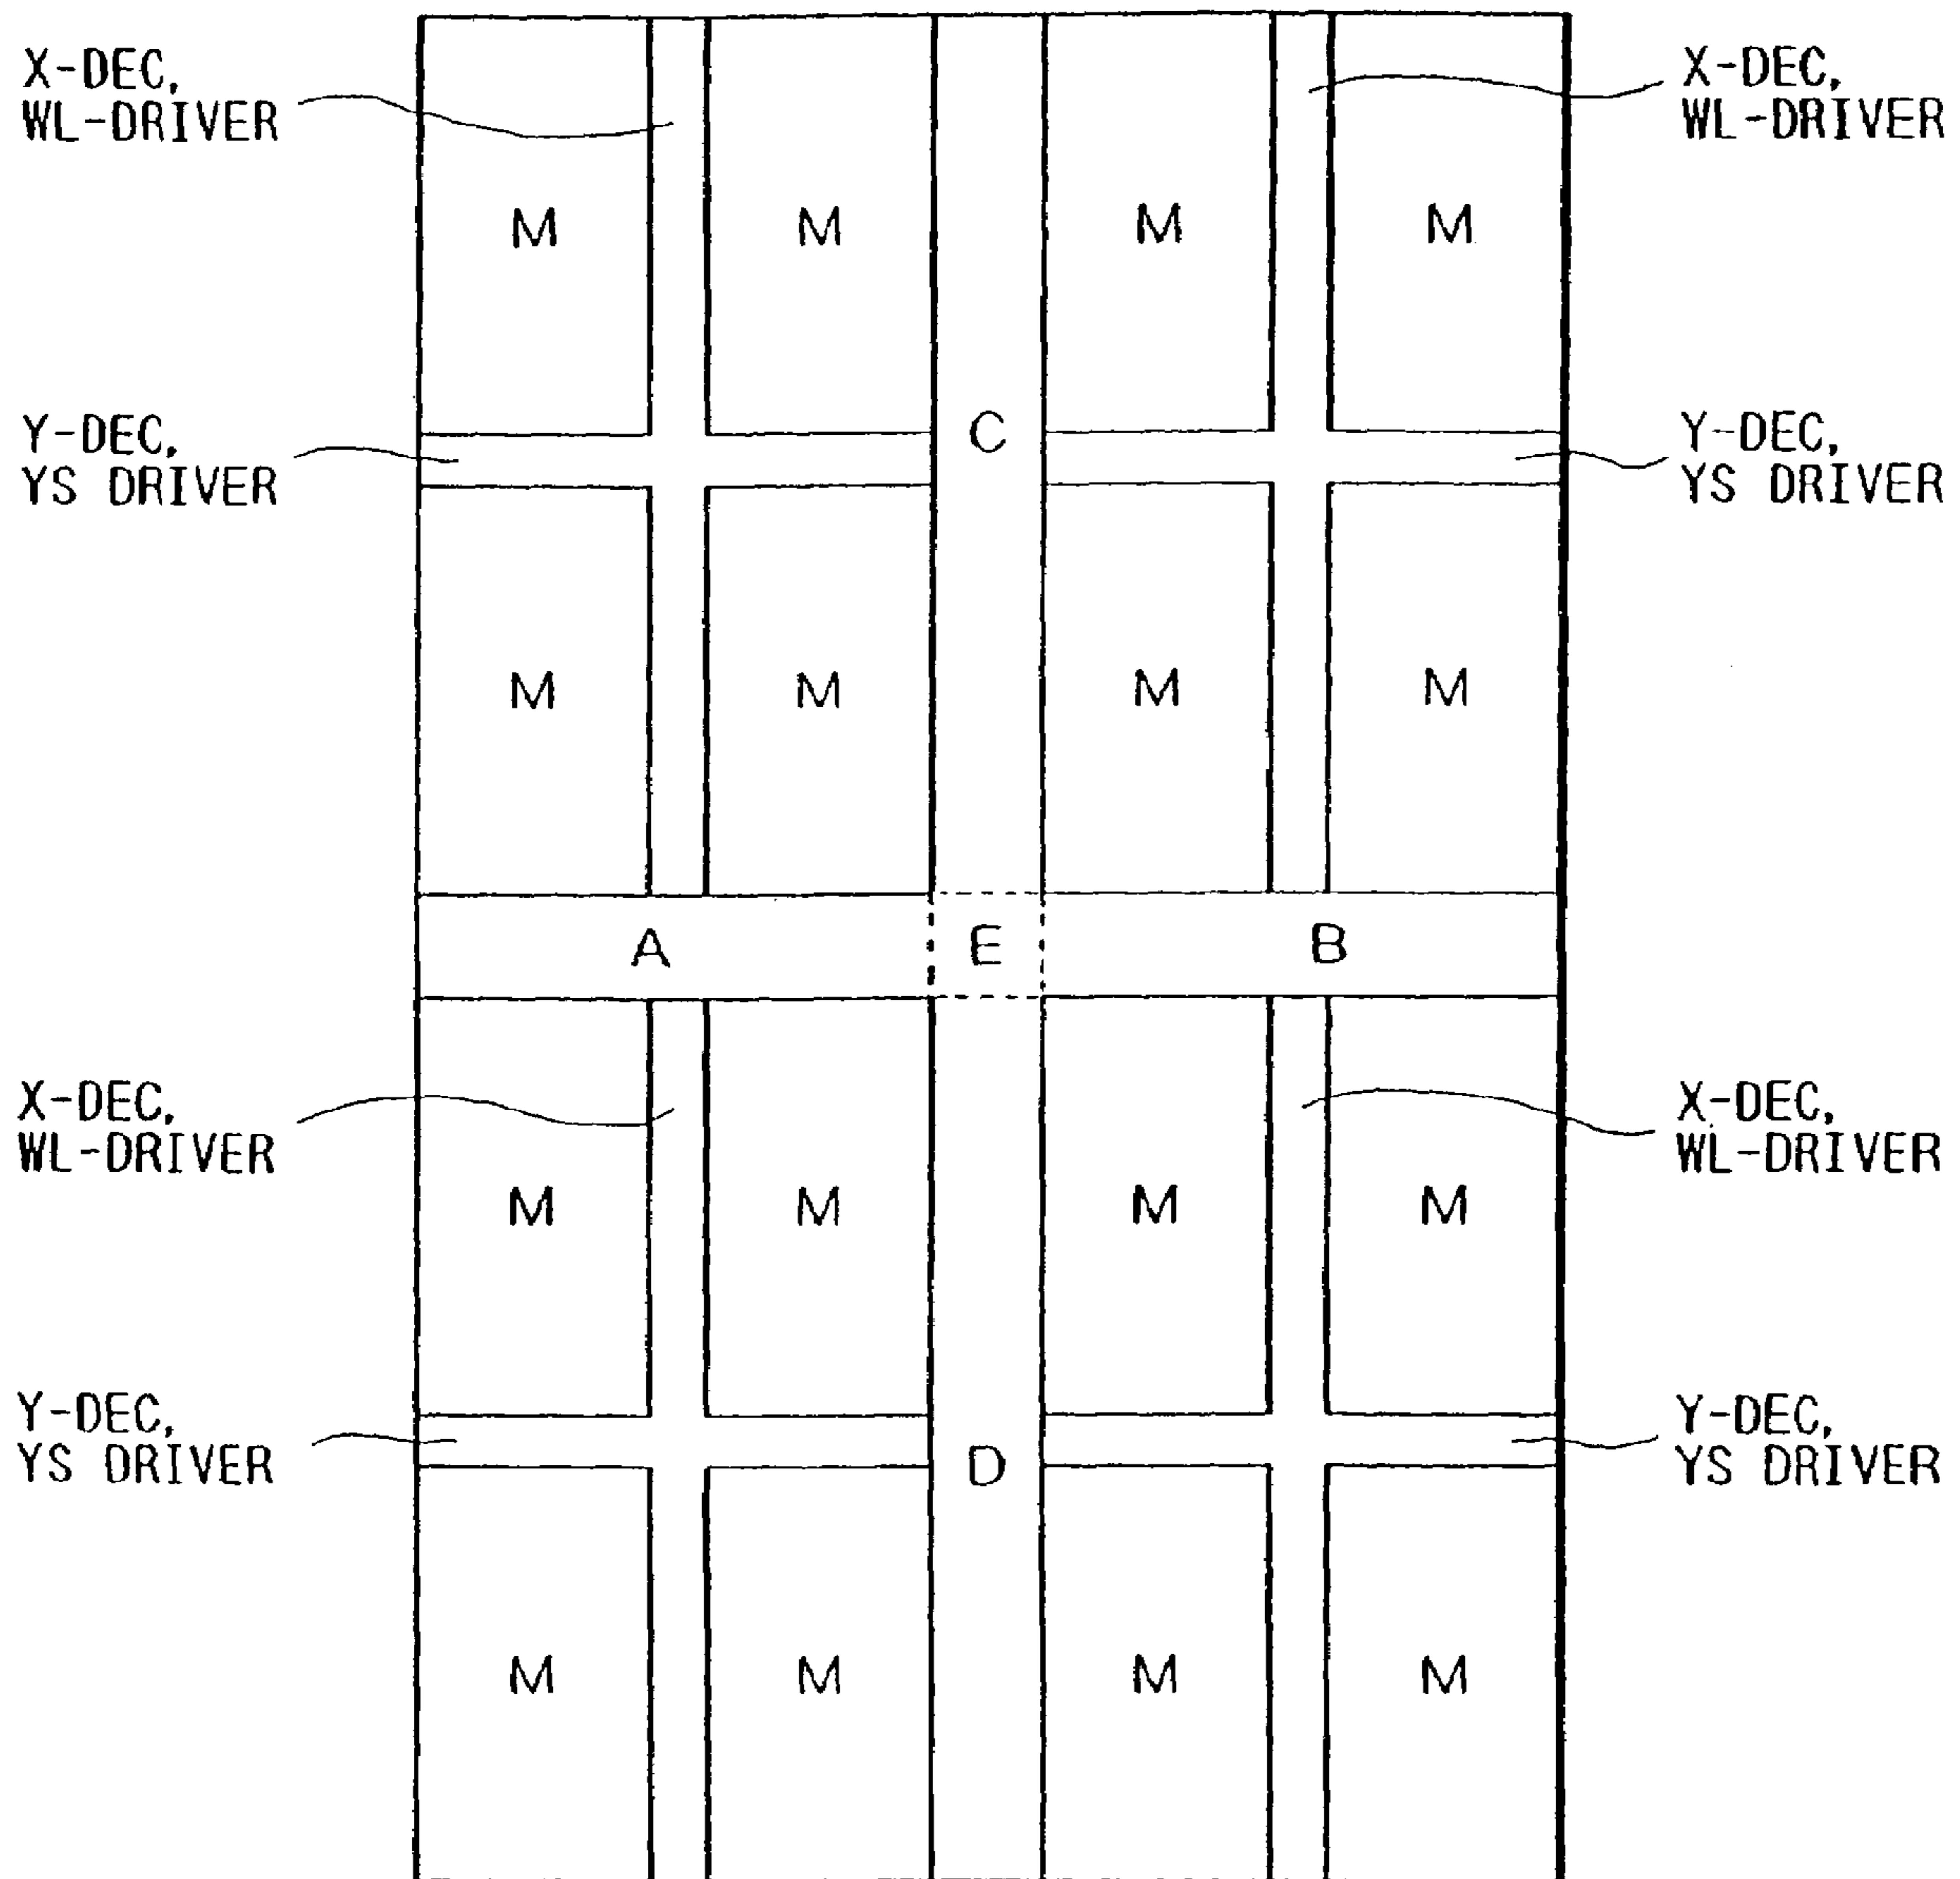 X-DEC,
WL-DRIVER
X-DEC,
WL-DRIVER
M M M M
Y-DEC,
YS DRIVER
C
Y-DEC,
YS DRIVER
M M M M
A E B
X-DEC,
WL-DRIVER
X-DEC,
WL-DRIVER
M M M M
Y-DEC,
YS DRIVER
D
Y-DEC,
YS DRIVER
M M M M